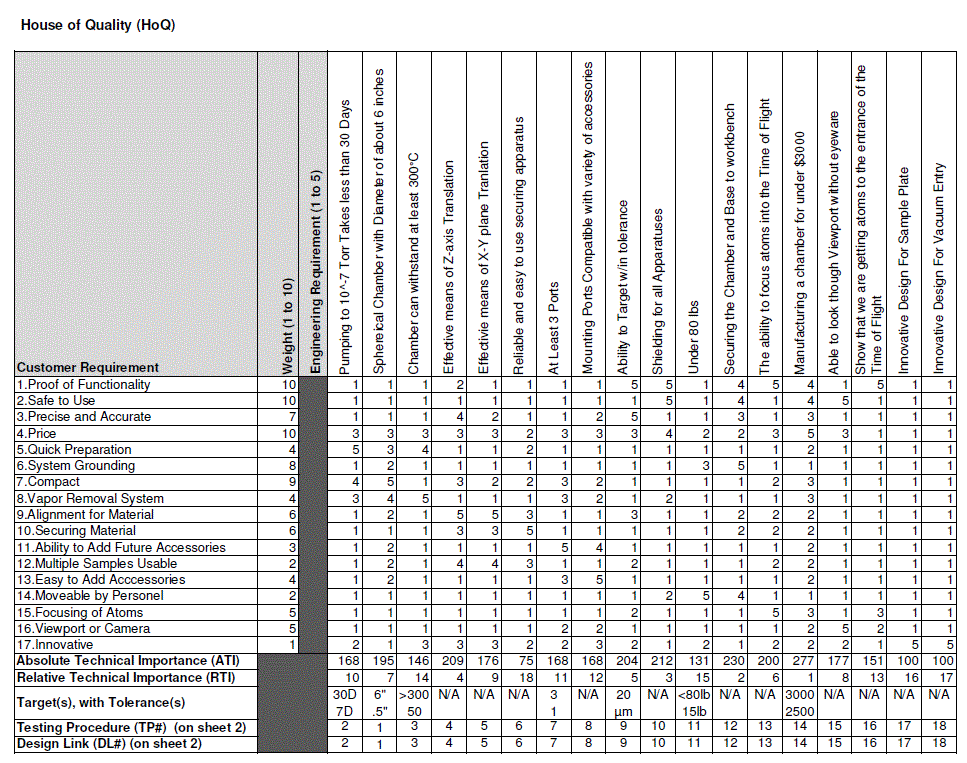 House of Quality (HoQ)
Customer Requirement
Weight (1 to 10)
Engineering Requirement (1 to 5)
Pumping to 10^-7 Torr Takes less than 30 Days
Sphereical Chamber with Diameter of about 6 inches
Chamber can withstand at least 300°C
Effective means of Z-axis Translation
Effectivie means of X-Y plane Tranlation
Reliable and easy to use securing apparatus
At Least 3 Ports
Mounting Ports Compatible with variety of accessories
Ability to Target w/in tolerance
Shielding for all Apparatuses
Under 80 lbs
Securing the Chamber and Base to workbench
The ability to focus atoms into the Time of Flight
Manufacturing a chamber for under $3000
Able to look though Viewport without eyeware
Show that we are getting atoms to the entrance of the
Time of Flight
Innovative Design For Sample Plate
Innovative Design For Vacuum Entry
1.Proof of Functionality 10 1 1 1 2 1 1 1 1 5 5 1 4 5 4 1 5 1 1
2.Safe to Use 10 1 1 1 1 1 1 1 1 1 5 1 4 1 4 5 1 1 1
3.Precise and Accurate 7 1 1 1 4 2 1 1 2 5 1 1 3 1 3 1 1 1 1
4.Price 10 3 3 3 3 3 2 3 3 3 4 2 2 3 5 3 1 1 1
5.Quick Preparation 4 5 3 4 1 1 2 1 1 1 1 1 1 1 2 1 1 1 1
6.System Grounding 8 1 2 1 1 1 1 1 1 1 1 3 5 1 1 1 1 1 1
7.Compact 9 4 5 1 3 2 2 3 2 1 1 1 1 2 3 1 1 1 1
8.Vapor Removal System 4 3 4 5 1 1 1 3 2 1 2 1 1 1 3 1 1 1 1
9.Alignment for Material 6 1 2 1 5 5 3 1 1 3 1 1 2 2 2 1 1 1 1
10.Securing Material 6 1 1 1 3 3 5 1 1 1 1 1 2 2 2 1 1 1 1
11.Ability to Add Future Accessories 3 1 2 1 1 1 1 5 4 1 1 1 1 1 2 1 1 1 1
12.Multiple Samples Usable 2 1 2 1 4 4 3 1 1 2 1 1 1 2 2 1 1 1 1
13.Easy to Add Acccessories 4 1 2 1 1 1 1 3 5 1 1 1 1 1 2 1 1 1 1
14.Moveable by Personel 2 1 1 1 1 1 1 1 1 1 2 5 4 1 1 1 1 1 1
15.Focusing of Atoms 5 1 1 1 1 1 1 1 1 2 1 1 1 5 3 1 3 1 1
16.Viewport or Camera 5 1 1 1 1 1 1 2 2 1 1 1 1 1 2 5 2 1 1
17.Innovative 1 2 1 3 3 3 2 2 3 2 1 2 1 2 2 2 1 5 5
Absolute Technical Importance (ATI) 168 195 146 209 176 75 168 168 204 212 131 230 200 277 177 151 100 100
Relative Technical Importance (RTI) 10 7 14 4 9 18 11 12 5 3 15 2 6 1 8 13 16 17
Target(s), with Tolerance(s) 30D 6" >300 N/A N/A N/A 3 N/A 20 N/A <80lb N/A N/A 3000 N/A N/A N/A N/A
7D .5" 50 1 µm 15lb 2500
Testing Procedure (TP#) (on sheet 2) 2 1 3 4 5 6 7 8 9 10 11 12 13 14 15 16 17 18
Design Link (DL#) (on sheet 2) 2 1 3 4 5 6 7 8 9 10 11 12 13 14 15 16 17 18